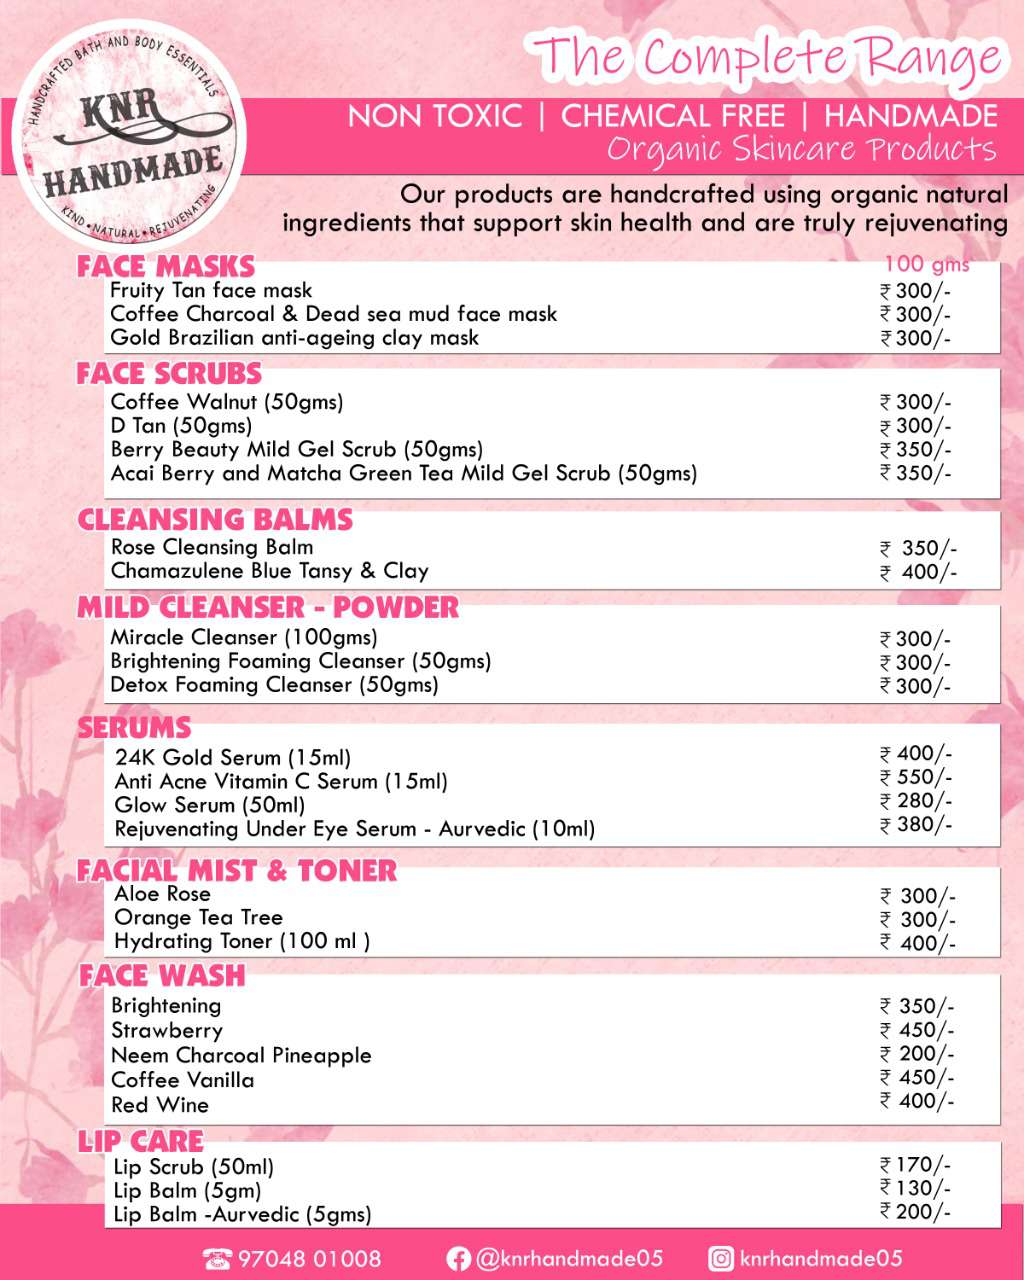 HANDCRAFTED BATH AND BODY ESSENTIALS
KNR
HANDMADE
KIND • NATURAL • REJUVENATING
The Complete Range
NON TOXIC | CHEMICAL FREE | HANDMADE
Organic Skincare Products
Our products are handcrafted using organic natural
ingredients that support skin health and are truly rejuvenating
FACE MASKS 100 gms
Fruity Tan face mask ₹ 300/-
Coffee Charcoal & Dead sea mud face mask ₹ 300/-
Gold Brazilian anti-ageing clay mask ₹ 300/-
FACE SCRUBS
Coffee Walnut (50gms) ₹ 300/-
D Tan (50gms) ₹ 300/-
Berry Beauty Mild Gel Scrub (50gms) ₹ 350/-
Acai Berry and Matcha Green Tea Mild Gel Scrub (50gms) ₹ 350/-
CLEANSING BALMS
Rose Cleansing Balm ₹ 350/-
Chamazulene Blue Tansy & Clay ₹ 400/-
MILD CLEANSER - POWDER
Miracle Cleanser (100gms) ₹ 300/-
Brightening Foaming Cleanser (50gms) ₹ 300/-
Detox Foaming Cleanser (50gms) ₹ 300/-
SERUMS
24K Gold Serum (15ml) ₹ 400/-
Anti Acne Vitamin C Serum (15ml) ₹ 550/-
Glow Serum (50ml) ₹ 280/-
Rejuvenating Under Eye Serum - Aurvedic (10ml) ₹ 380/-
FACIAL MIST & TONER
Aloe Rose ₹ 300/-
Orange Tea Tree ₹ 300/-
Hydrating Toner (100 ml ) ₹ 400/-
FACE WASH
Brightening ₹ 350/-
Strawberry ₹ 450/-
Neem Charcoal Pineapple ₹ 200/-
Coffee Vanilla ₹ 450/-
Red Wine ₹ 400/-
LIP CARE
Lip Scrub (50ml) ₹ 170/-
Lip Balm (5gm) ₹ 130/-
Lip Balm -Aurvedic (5gms) ₹ 200/-
97048 01008 @knrhandmade05 knrhandmade05